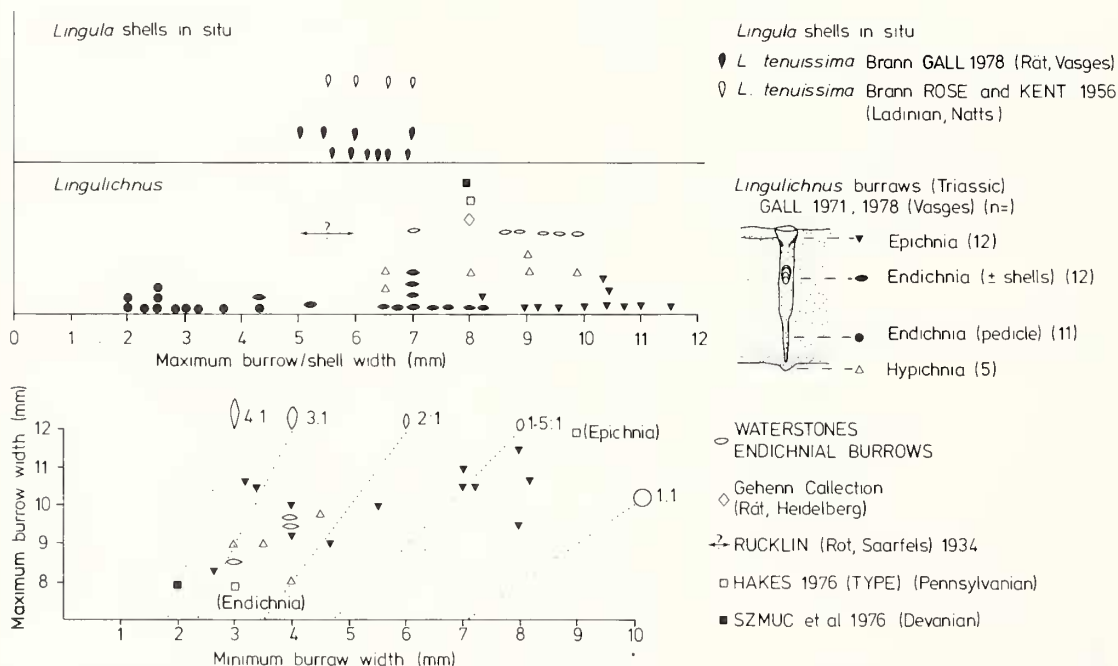 Lingula shells in situ
Lingulichnus
?
0 1 2 3 4 5 6 7 8 9 10 11 12
Maximum burrow/shell width (mm)
Lingula shells in situ
L tenuissima Brann GALL 1978 (Rät, Vasges)
L. tenuissima Brann ROSE and KENT 1956
(Ladinian, Natts)
Lingulichnus burraws (Triassic)
GALL 1971, 1978 (Vasges) (n=)
Epichnia (12)
Endichnia (± shells) (12)
Endichnia (pedicle) (11)
Hypichnia (5)
Maximum burrow width (mm)
12
11
10
9
8
4 1
3.1
2:1
1·5:1
1.1
(Epichnia)
(Endichnia)
1 2 3 4 5 6 7 8 9 10
Minimum burraw width (mm)
WATERSTONES
ENDICHNIAL BURROWS
Gehenn Callection
(Rät, Heidelberg)
? RUCKLIN (Rot, Saarfels) 1934
HAKES 1976 (TYPE) (Pennsylvanian)
SZMUC et al 1976 (Devanian)